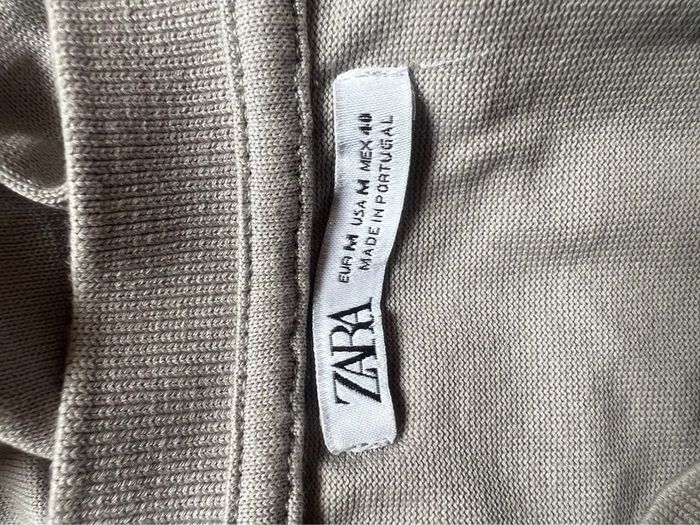 ZARA
EUR M USA M MEX 40
MADE IN PORTUGAL